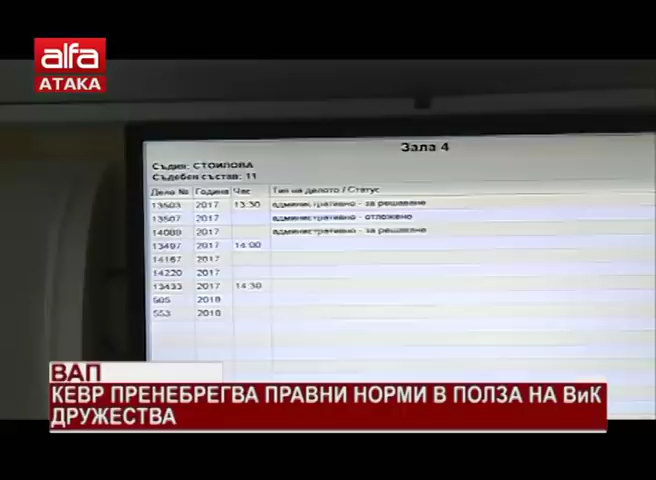 alfa
АТАКА
Зала 4
Съдия: СТОИЛОВА
Съдебен състав: 11
Дело № Година Час Тип на делото / Статус
13503 2017 13:30 административно - за решаване
13507 2017 административно - отложено
14089 2017 административно - за решаване
13497 2017 14:00
14167 2017
14220 2017
13433 2017 14:30
505 2018
553 2018
ВАП
КЕВР ПРЕНЕБРЕГВА ПРАВНИ НОРМИ В ПОЛЗА НА ВиК
ДРУЖЕСТВА